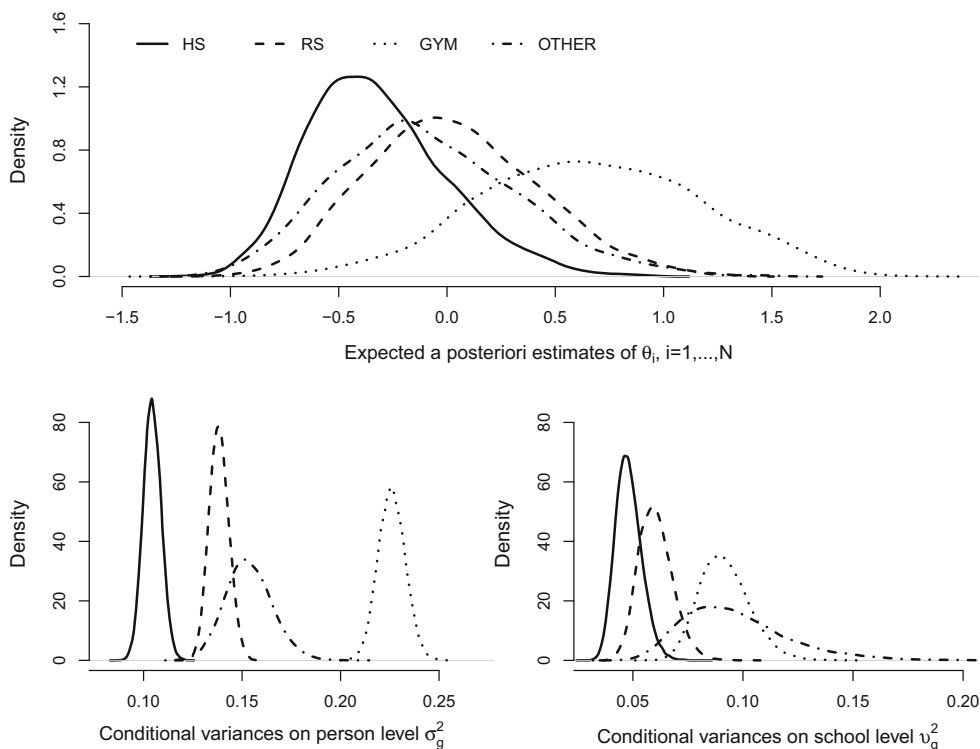 HS RS GYM OTHER
Density
0.0 0.4 0.8 1.2 1.6
−1.5 −1.0 −0.5 0.0 0.5 1.0 1.5 2.0
Expected a posteriori estimates of θi, i=1,...,N
Density
0 20 40 60 80
0.10 0.15 0.20 0.25
Conditional variances on person level σ²g
Density
0 20 40 60 80
0.05 0.10 0.15 0.20
Conditional variances on school level υ²g